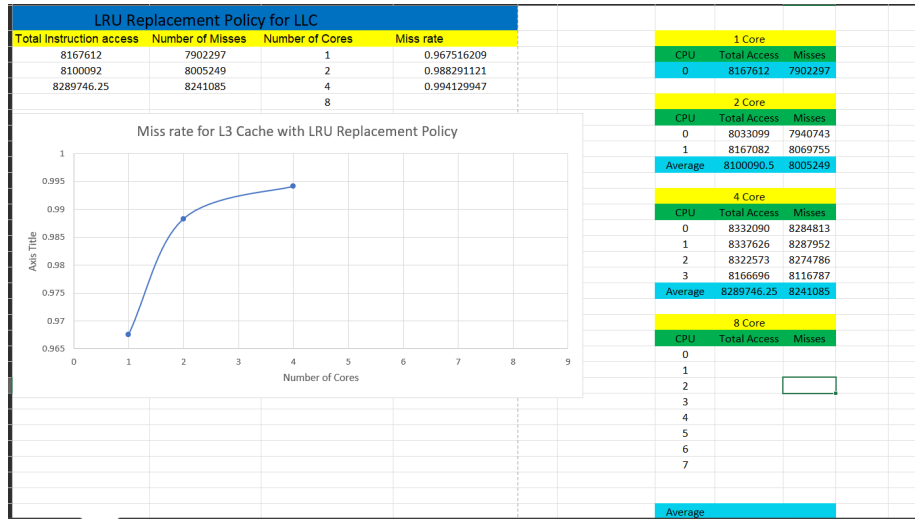 LRU Replacement Policy for LLC
Total Instruction access Number of Misses Number of Cores Miss rate
8167612 7902297 1 0.967516209
8100092 8005249 2 0.988291121
8289746.25 8241085 4 0.994129947
8
Miss rate for L3 Cache with LRU Replacement Policy
1
0.995
0.99
0.985
0.98
0.975
0.97
0.965
Axis Title
0 1 2 3 4 5 6 7 8 9
Number of Cores
1 Core
CPU Total Access Misses
0 8167612 7902297
2 Core
CPU Total Access Misses
0 8033099 7940743
1 8167082 8069755
Average 8100090.5 8005249
4 Core
CPU Total Access Misses
0 8332090 8284813
1 8337626 8287952
2 8322573 8274786
3 8166696 8116787
Average 8289746.25 8241085
8 Core
CPU Total Access Misses
0
1
2
3
4
5
6
7
Average